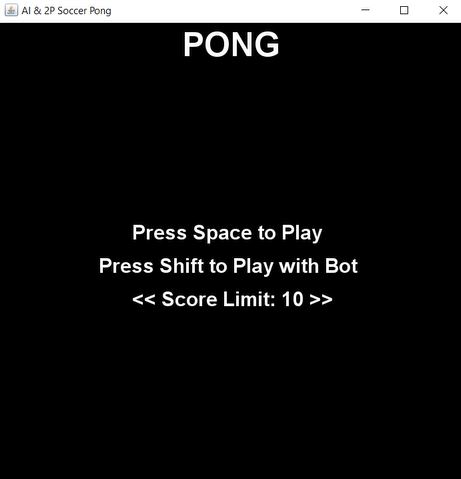 AI & 2P Soccer Pong
PONG
Press Space to Play
Press Shift to Play with Bot
<< Score Limit: 10 >>